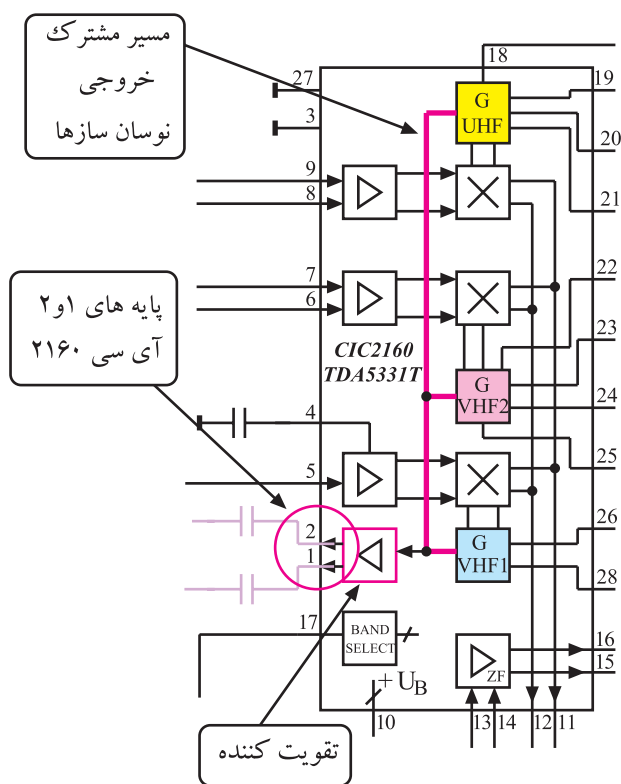 مسیر مشترك
خروجی
نوسان سازها
18
27
G
UHF
19
3
20
9
8
21
7
6
22
پایه های ۱و۲
آی سی ۲۱۶۰
CIC2160
TDA5331T
23
G
VHF2
24
4
5
25
2
1
G
VHF1
26
28
17
BAND
SELECT
16
ZF
15
+ U_B
10
13
14
12
11
تقویت کننده